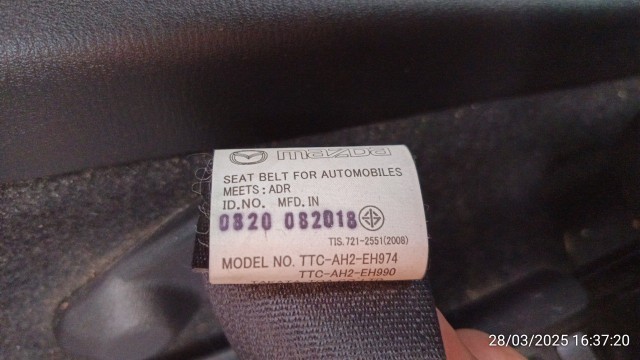 mazda
SEAT BELT FOR AUTOMOBILES
MEETS: ADR
ID.NO. MFD.IN
0820 082018
TIS.721-2551(2008)
MODEL NO. TTC-AH2-EH974
TTC-AH2-EH990
28/03/2025 16:37:20